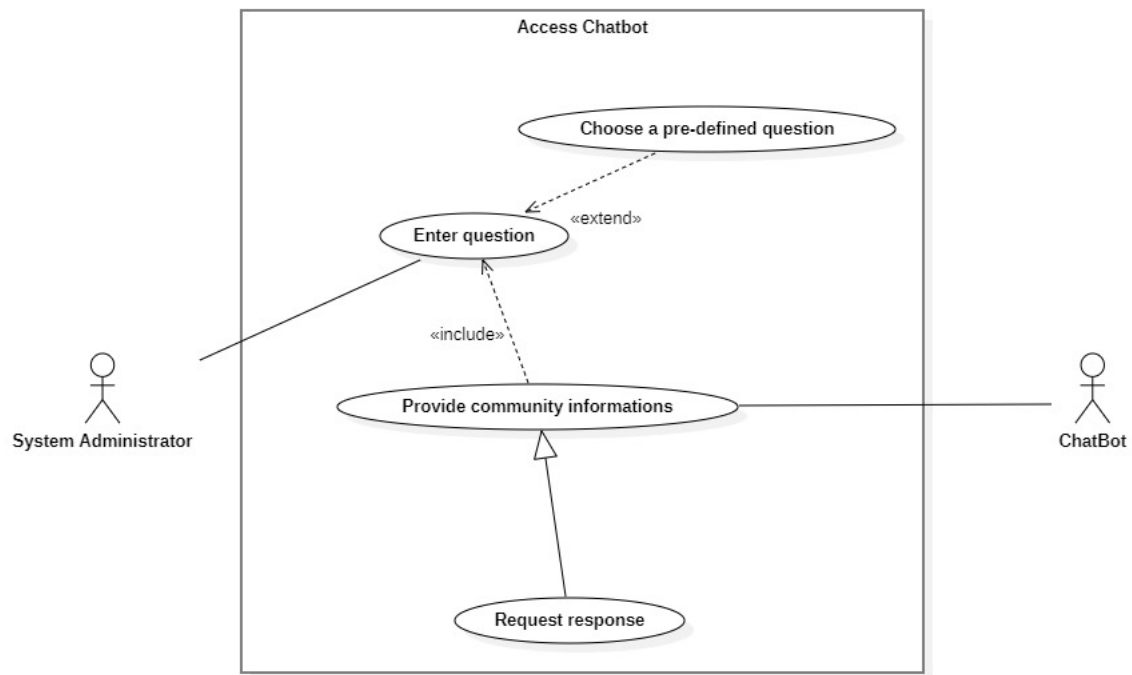 Access Chatbot
Choose a pre-defined question
«extend»
Enter question
«include»
Provide community informations
System Administrator
ChatBot
Request response